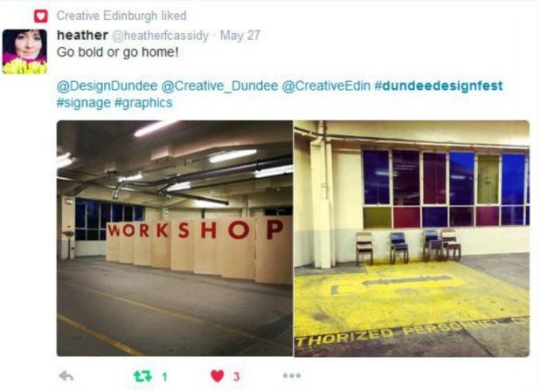 Creative Edinburgh liked
heather @heatherfcassidy · May 27
Go bold or go home!
@DesignDundee @Creative_Dundee @CreativeEdin #dundeedesignfest
#signage #graphics
WORKSHOP
THORIZED PERSONNEL
1 3